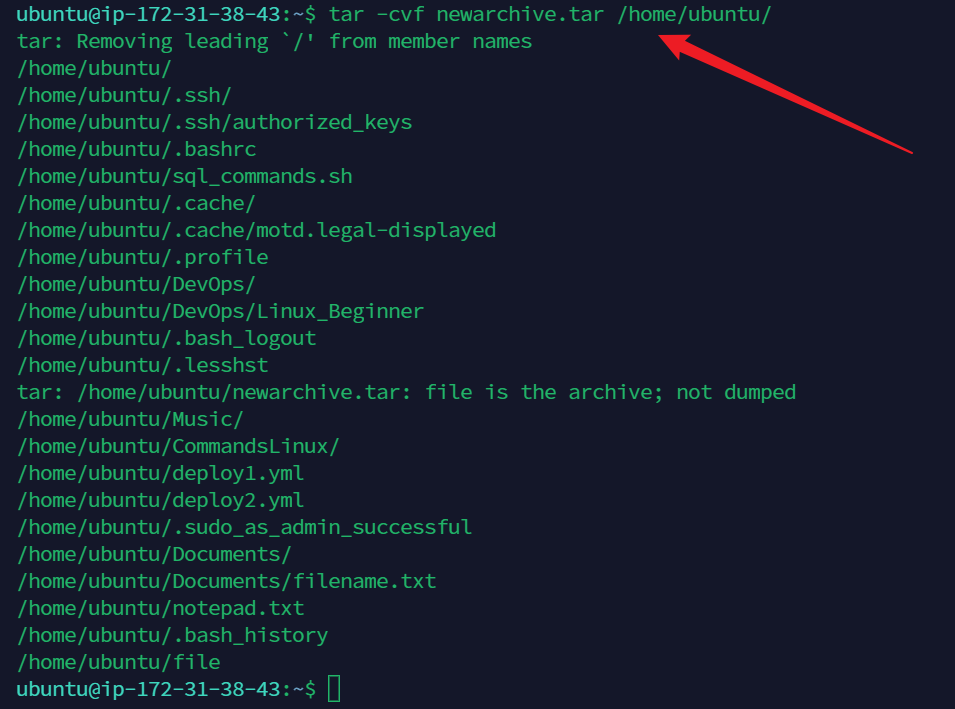 ubuntu@ip-172-31-38-43:~$ tar -cvf newarchive.tar /home/ubuntu/
tar: Removing leading `/' from member names
/home/ubuntu/
/home/ubuntu/.ssh/
/home/ubuntu/.ssh/authorized_keys
/home/ubuntu/.bashrc
/home/ubuntu/sql_commands.sh
/home/ubuntu/.cache/
/home/ubuntu/.cache/motd.legal-displayed
/home/ubuntu/.profile
/home/ubuntu/DevOps/
/home/ubuntu/DevOps/Linux_Beginner
/home/ubuntu/.bash_logout
/home/ubuntu/.lesshst
tar: /home/ubuntu/newarchive.tar: file is the archive; not dumped
/home/ubuntu/Music/
/home/ubuntu/CommandsLinux/
/home/ubuntu/deploy1.yml
/home/ubuntu/deploy2.yml
/home/ubuntu/.sudo_as_admin_successful
/home/ubuntu/Documents/
/home/ubuntu/Documents/filename.txt
/home/ubuntu/notepad.txt
/home/ubuntu/.bash_history
/home/ubuntu/file
ubuntu@ip-172-31-38-43:~$